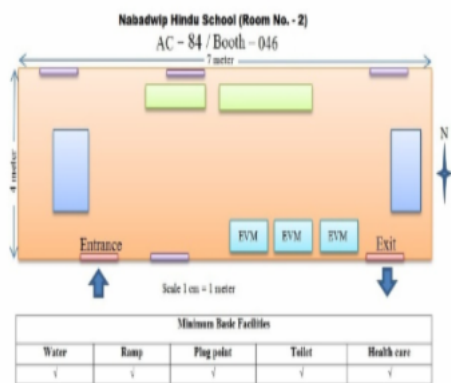 Nabadwip Hindu School (Room No. - 2)
AC - 84 / Booth - 046
7 meter
4 meter
N
EVM EVM EVM
Entrance Exit
Scale 1 cm = 1 meter
Minimum Basic Facilities
Water Ramp Plug point Toilet Health care
√ √ √ √ √